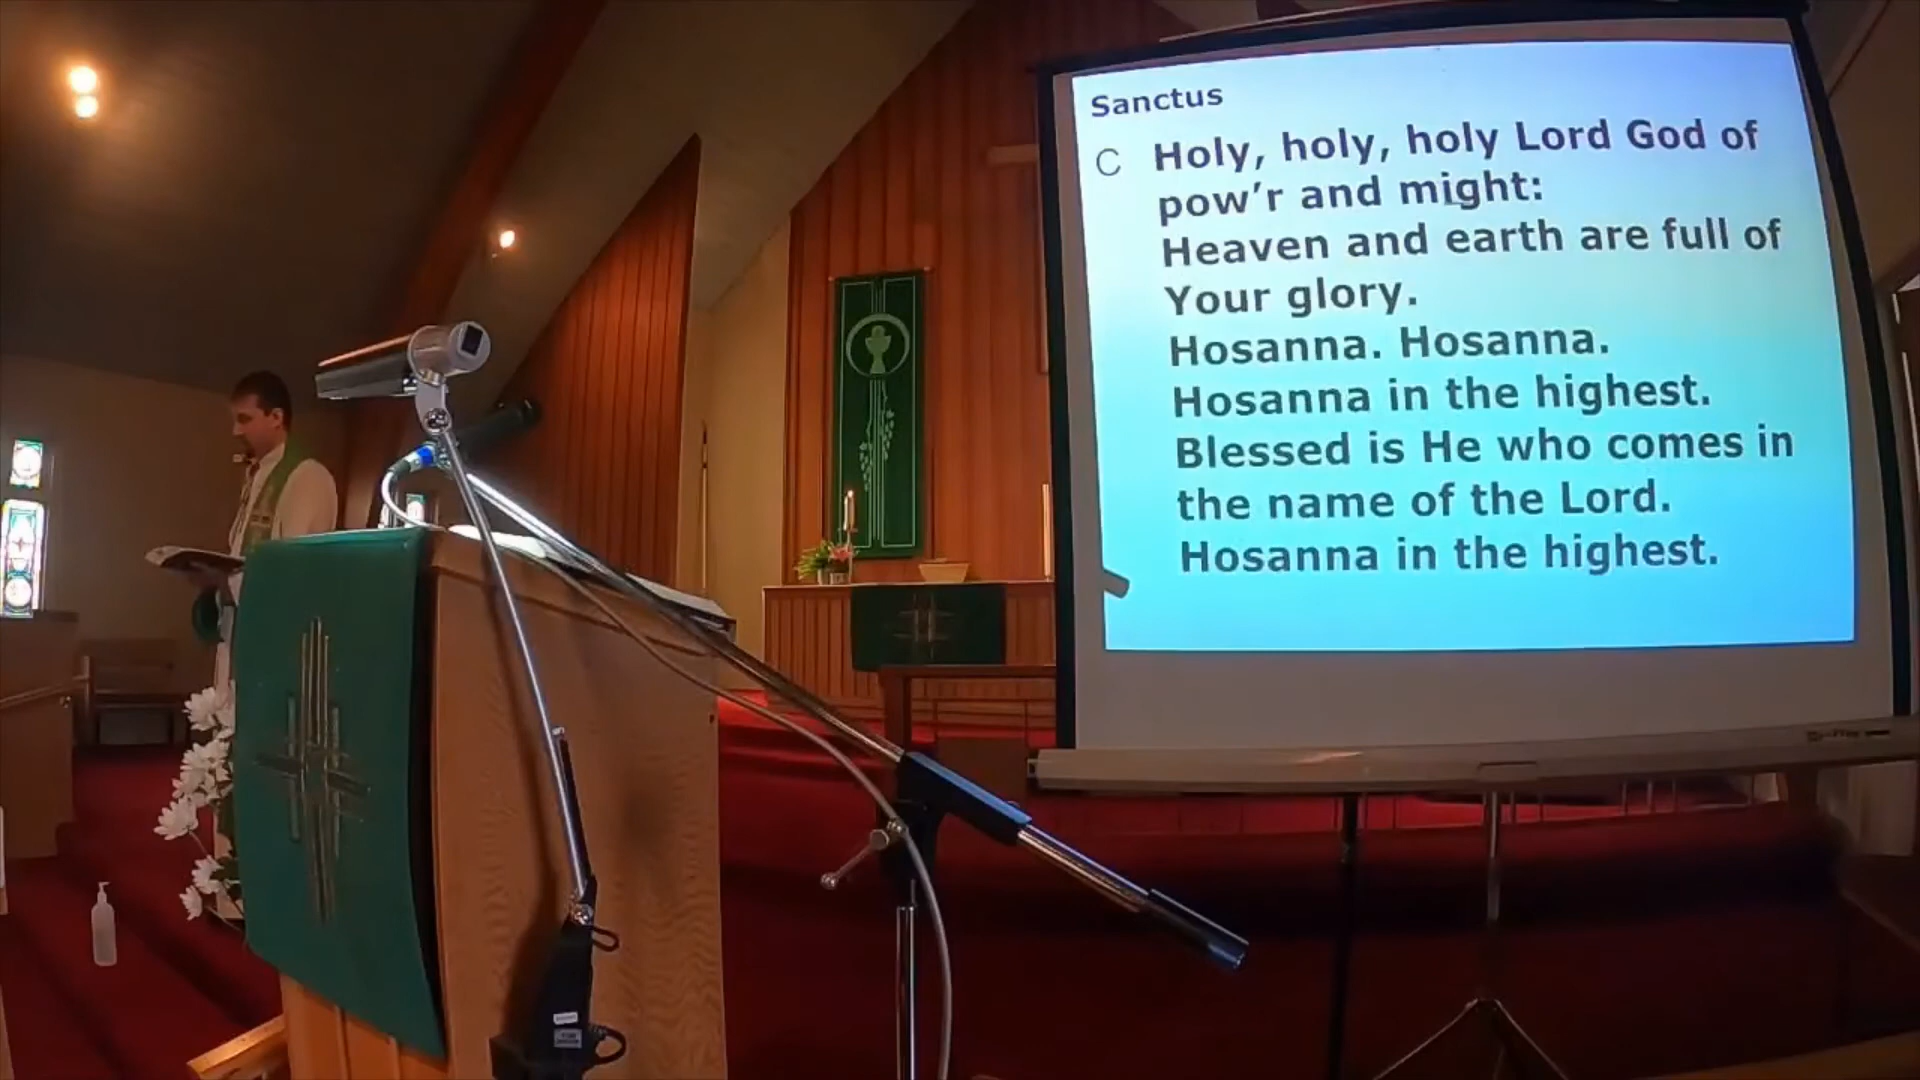 Sanctus
C Holy, holy, holy Lord God of
pow’r and might:
Heaven and earth are full of
Your glory.
Hosanna. Hosanna.
Hosanna in the highest.
Blessed is He who comes in
the name of the Lord.
Hosanna in the highest.